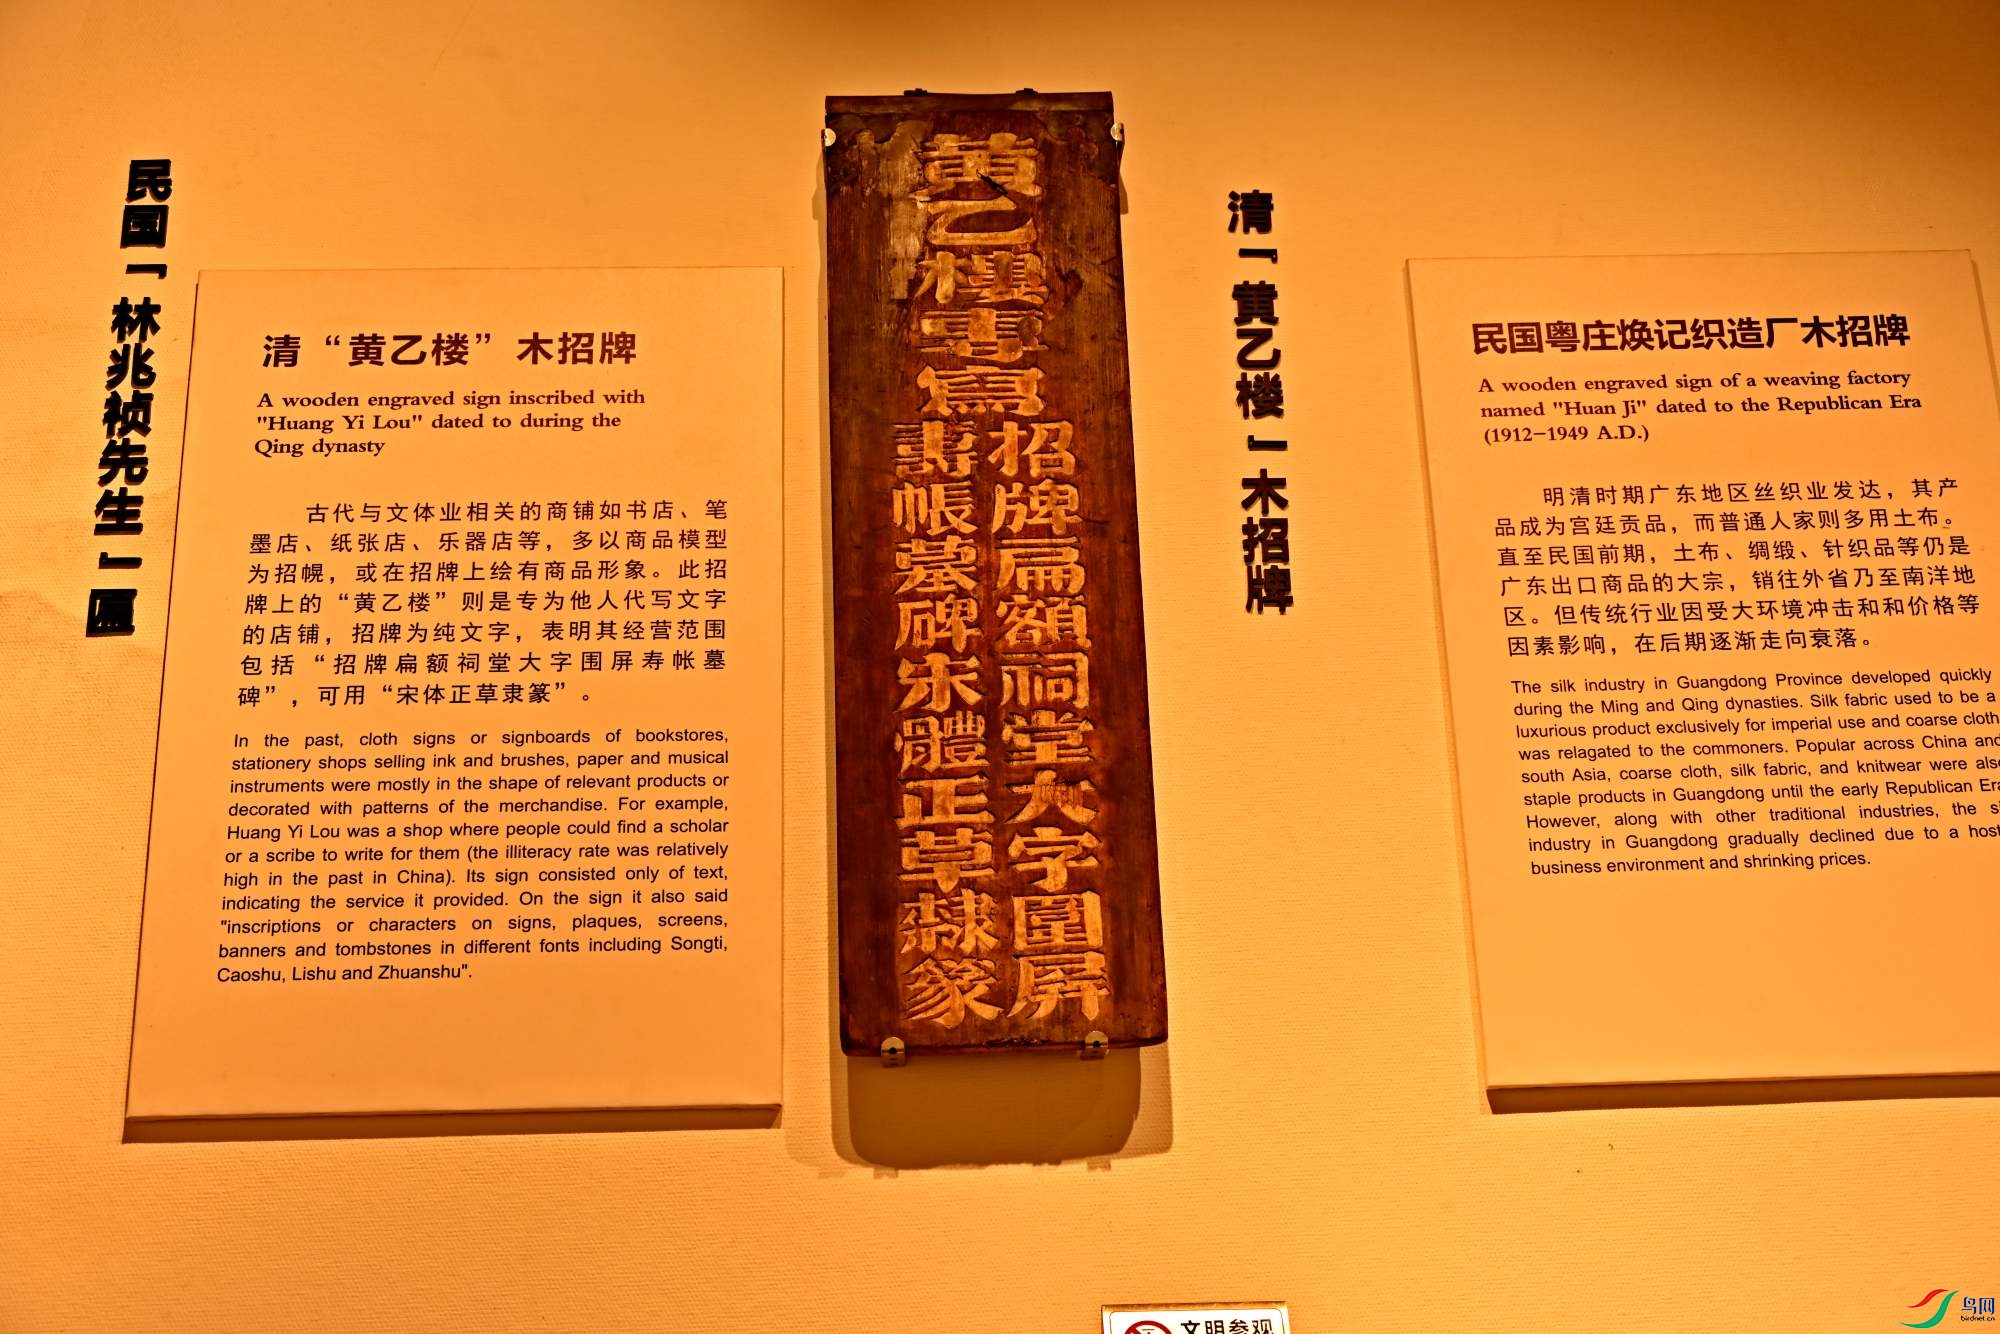 民国「林兆祯先生」匾
清“黄乙楼”木招牌
A wooden engraved sign inscribed with
"Huang Yi Lou" dated to during the
Qing dynasty
古代与文体业相关的商铺如书店、笔
墨店、纸张店、乐器店等，多以商品模型
为招幌，或在招牌上绘有商品形象。此招
牌上的“黄乙楼”则是专为他人代写文字
的店铺，招牌为纯文字，表明其经营范围
包括“招牌扁额祠堂大字围屏寿帐墓
碑”，可用“宋体正草隶篆”。
In the past, cloth signs or signboards of bookstores,
stationery shops selling ink and brushes, paper and musical
instruments were mostly in the shape of relevant products or
decorated with patterns of the merchandise. For example,
Huang Yi Lou was a shop where people could find a scholar
or a scribe to write for them (the illiteracy rate was relatively
high in the past in China). Its sign consisted only of text,
indicating the service it provided. On the sign it also said
"inscriptions or characters on signs, plaques, screens,
banners and tombstones in different fonts including Songti,
Caoshu, Lishu and Zhuanshu".
黃乙樓専寫
招牌扁額祠堂大字圍屏
壽帳墓碑宋體正草隸篆
清「黄乙楼」木招牌
民国粤庄焕记织造厂木招牌
A wooden engraved sign of a weaving factory
named "Huan Ji" dated to the Republican Era
(1912-1949 A.D.)
明清时期广东地区丝织业发达，其产
品成为宫廷贡品，而普通人家则多用土布。
直至民国前期，土布、绸缎、针织品等仍是
广东出口商品的大宗，销往外省乃至南洋地
区。但传统行业因受大环境冲击和和价格等
因素影响，在后期逐渐走向衰落。
The silk industry in Guangdong Province developed quickly
during the Ming and Qing dynasties. Silk fabric used to be a
luxurious product exclusively for imperial use and coarse cloth
was relagated to the commoners. Popular across China and
south Asia, coarse cloth, silk fabric, and knitwear were also
staple products in Guangdong until the early Republican Era
However, along with other traditional industries, the si
industry in Guangdong gradually declined due to a host
business environment and shrinking prices.
文明参观
鸟网
birdnet.cn